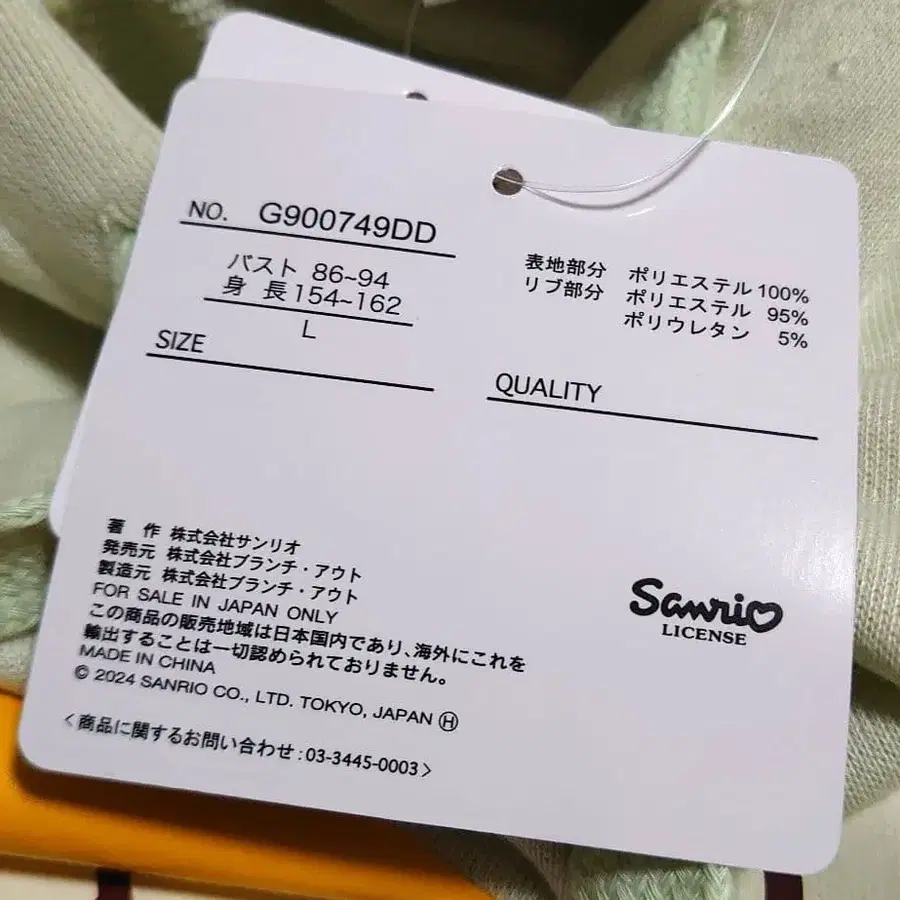 NO. G900749DD
バスト 86~94
身 長 154~162
L
SIZE
表地部分 ポリエステル 100%
リブ部分 ポリエステル 95%
ポリウレタン 5%
QUALITY
著 作 株式会社サンリオ
発売元 株式会社ブランチ・アウト
製造元 株式会社ブランチ・アウト
FOR SALE IN JAPAN ONLY
この商品の販売地域は日本国内であり、海外にこれを
輸出することは一切認められておりません。
MADE IN CHINA
© 2024 SANRIO CO., LTD. TOKYO, JAPAN Ⓗ
<商品に関するお問い合わせ:03-3445-0003>
Sanrio
LICENSE